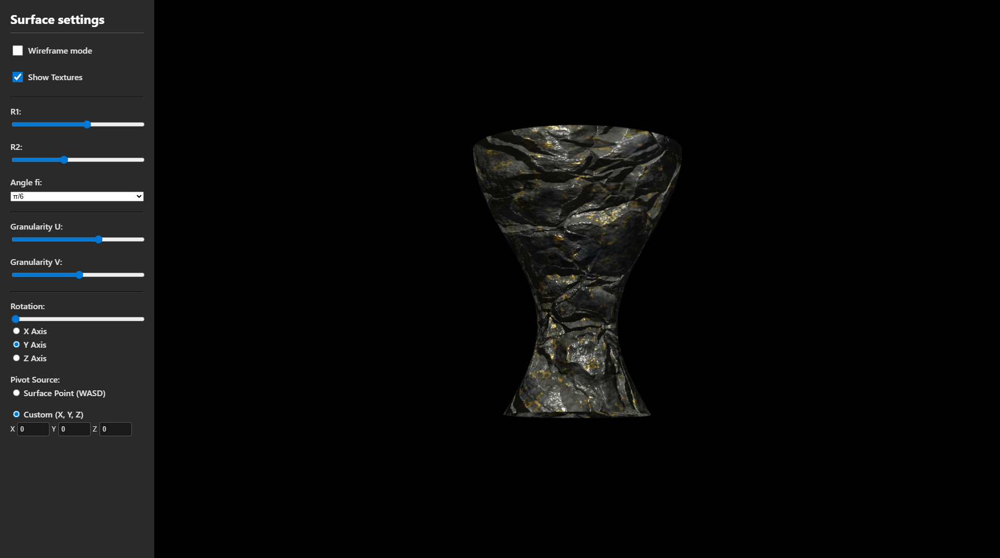 Surface settings
Wireframe mode
Show Textures
R1:
R2:
Angle fi:
π/6
Granularity U:
Granularity V:
Rotation:
X Axis
Y Axis
Z Axis
Pivot Source:
Surface Point (WASD)
Custom (X, Y, Z)
X 0 Y 0 Z 0